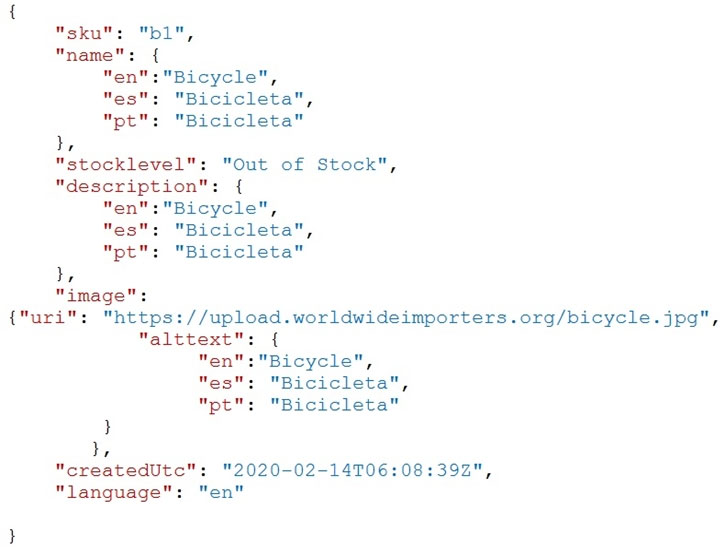 {
    "sku": "b1",
    "name": {
        "en":"Bicycle",
        "es": "Bicicleta",
        "pt": "Bicicleta"
    },
    "stocklevel": "Out of Stock",
    "description": {
        "en":"Bicycle",
        "es": "Bicicleta",
        "pt": "Bicicleta"
    },
    "image":
{"uri": "https://upload.worldwideimporters.org/bicycle.jpg",
           "alttext": {
                "en":"Bicycle",
                "es": "Bicicleta",
                "pt": "Bicicleta"
        }
       },
    "createdUtc": "2020-02-14T06:08:39Z",
    "language": "en"

}